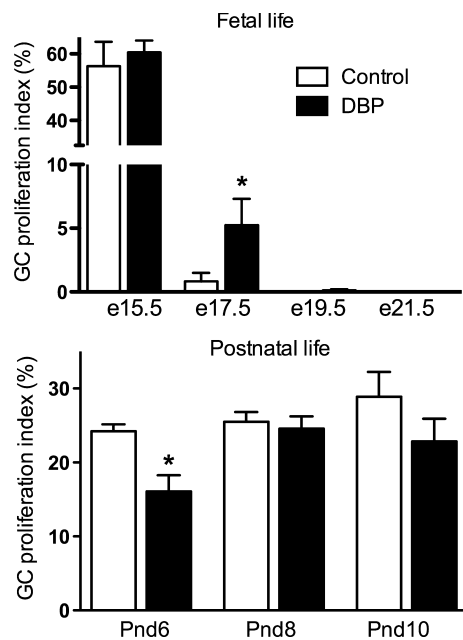 Fetal life
GC proliferation index (%)
60
50
40
10
5
0
Control
DBP
*
e15.5 e17.5 e19.5 e21.5
Postnatal life
GC proliferation index (%)
30
20
10
0
*
Pnd6 Pnd8 Pnd10